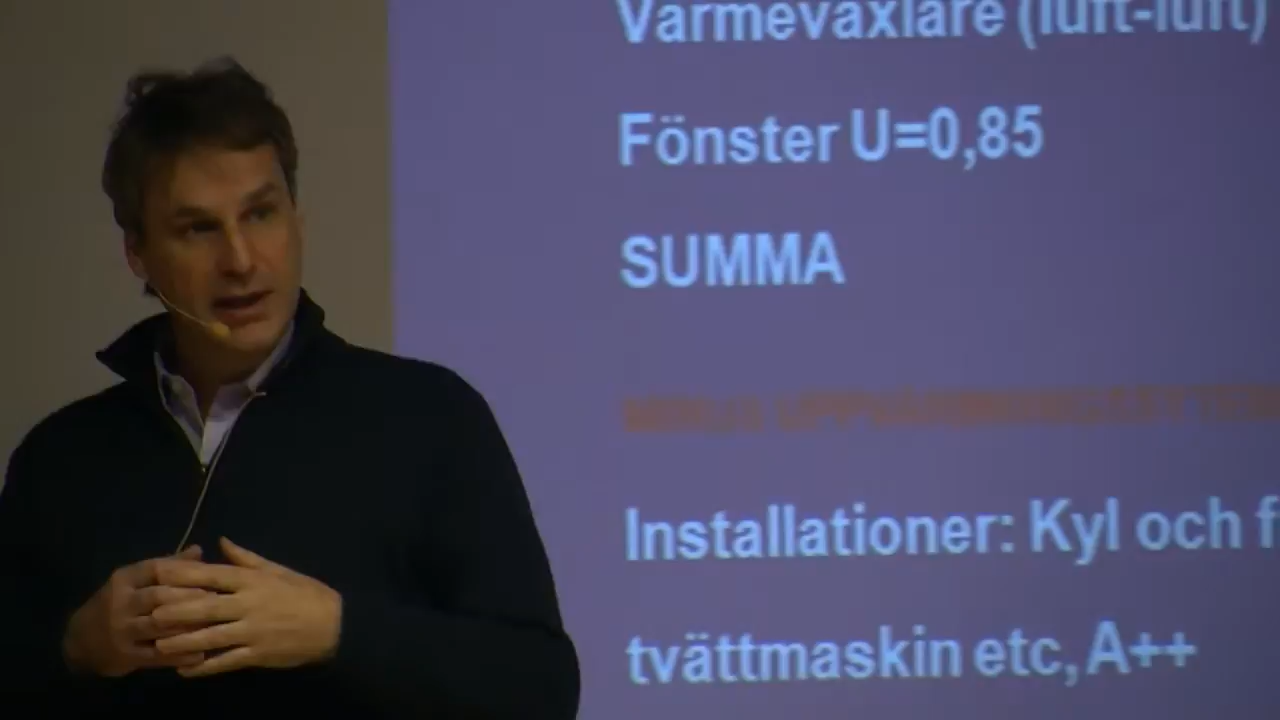 Värmeväxlare (luft-luft)
Fönster U=0,85
SUMMA
Installationer: Kyl och f
tvättmaskin etc, A++